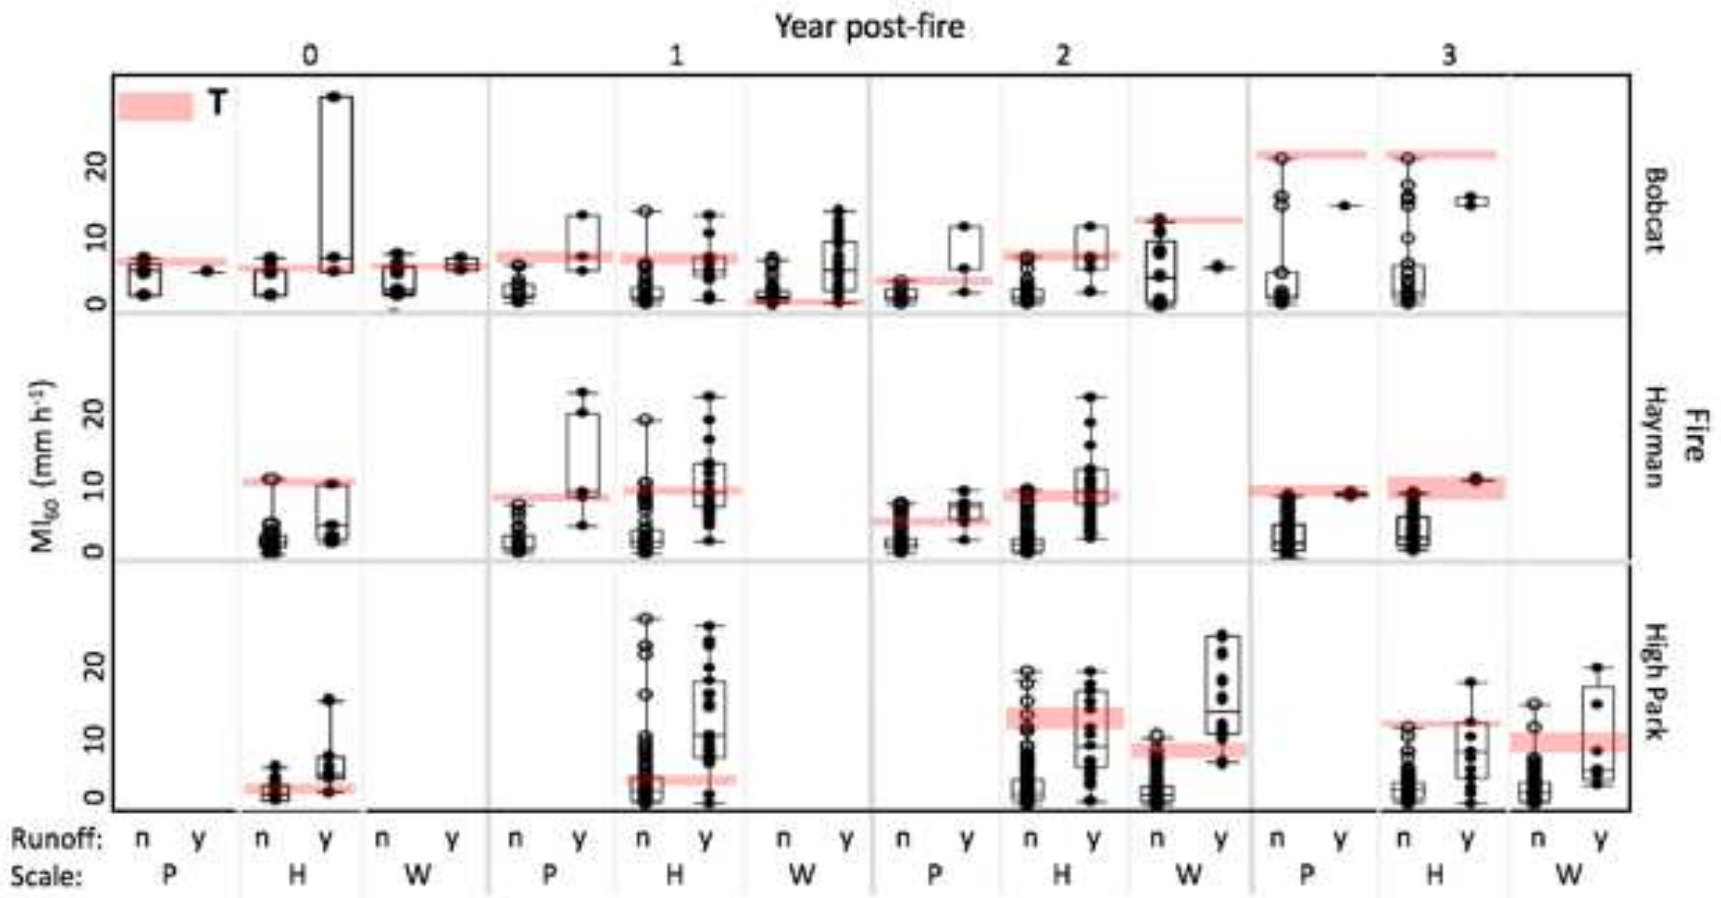 Year post-fire
0 1 2 3
T
20
10
0
Bobcat
20
10
0
Hayman
20
10
0
High Park
MI₆₀ (mm h⁻¹)
Fire
Runoff: n y n y n y n y n y n y n y n y n y n y n y n y
Scale: P H W P H W P H W P H W